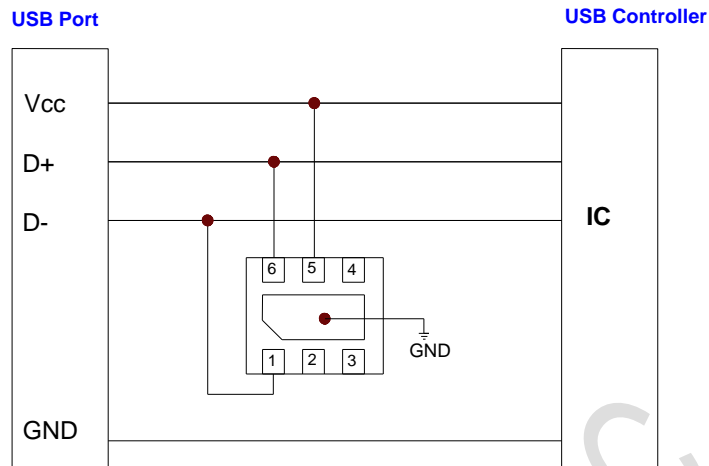 USB Port
USB Controller
Vcc
D+
D-
IC
6 5 4
GND
1 2 3
GND